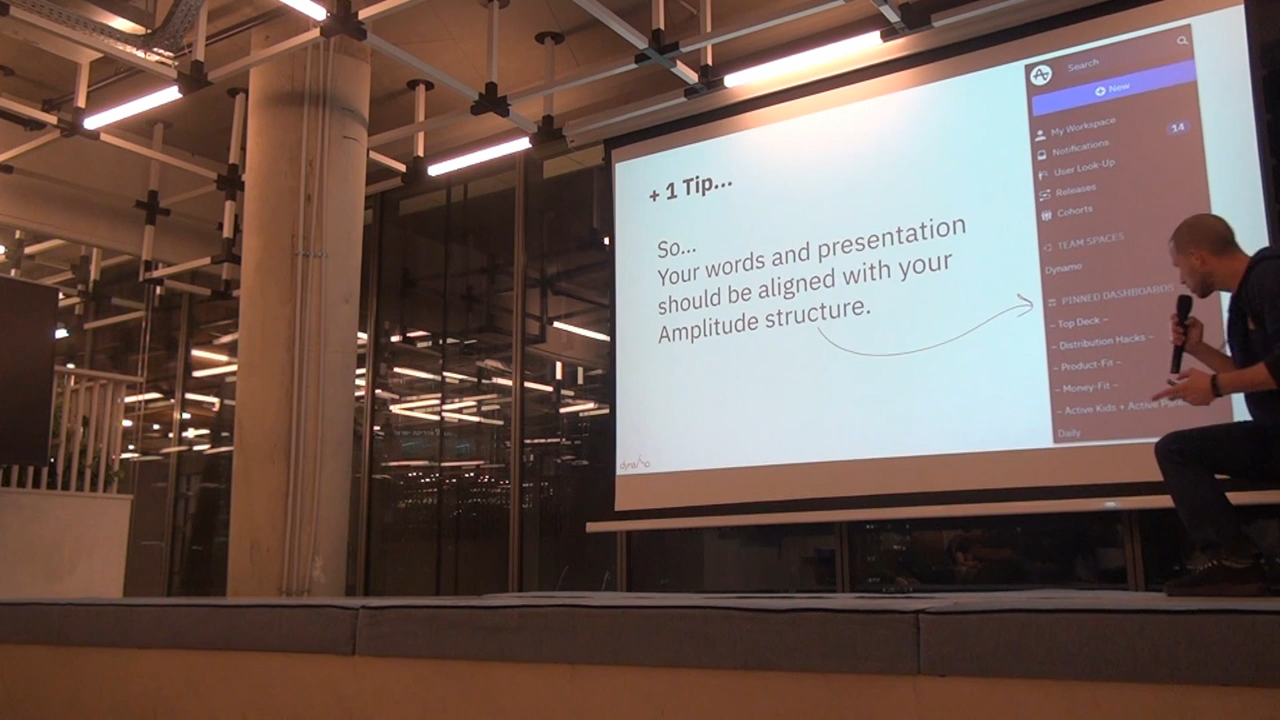 + 1 Tip...
So...
Your words and presentation
should be aligned with your
Amplitude structure.
dynamo
Search
New
My Workspace
Notifications
14
User Look-Up
Releases
Cohorts
TEAM SPACES
Dynamo
PINNED DASHBOARDS
– Top Deck –
– Distribution Hacks –
– Product-Fit –
– Money-Fit –
– Active Kids + Active
Daily